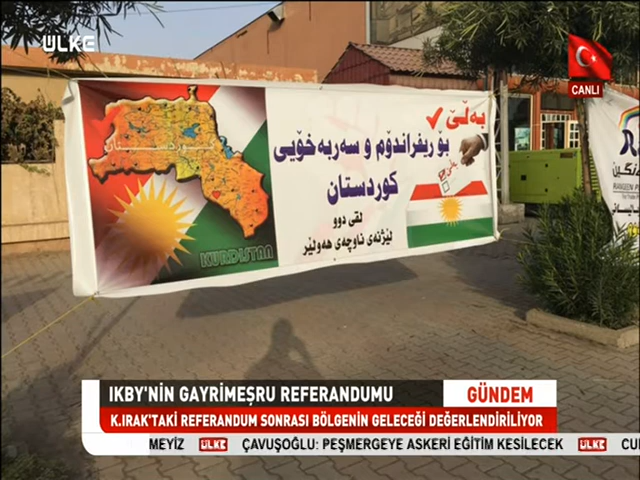 ÜLKE
CANLI
بەڵێ
بۆ ریفراندۆم و سەربەخۆیی
کوردستان
لقی دوو
لێژنەی ناوچەی هەولێر
کوردستان
KURDISTAN
IKBY'NİN GAYRİMEŞRU REFERANDUMU
GÜNDEM
K.IRAK'TAKİ REFERANDUM SONRASI BÖLGENİN GELECEĞİ DEĞERLENDİRİLİYOR
MEYİZ ÜLKE ÇAVUŞOĞLU: PEŞMERGEYE ASKERİ EĞİTİM KESİLECEK ÜLKE